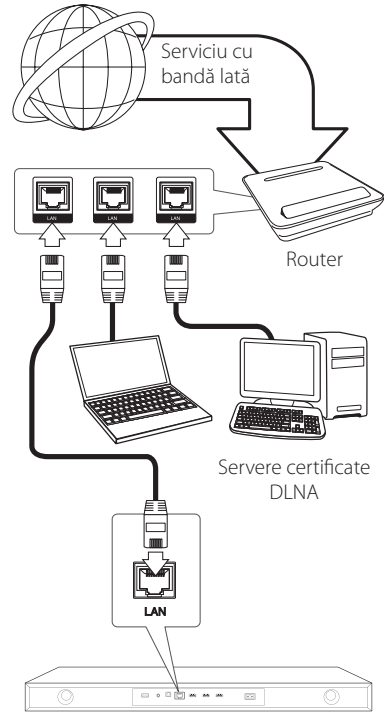 Serviciu cu
bandă lată
LAN LAN LAN
Router
Servere certificate
DLNA
LAN